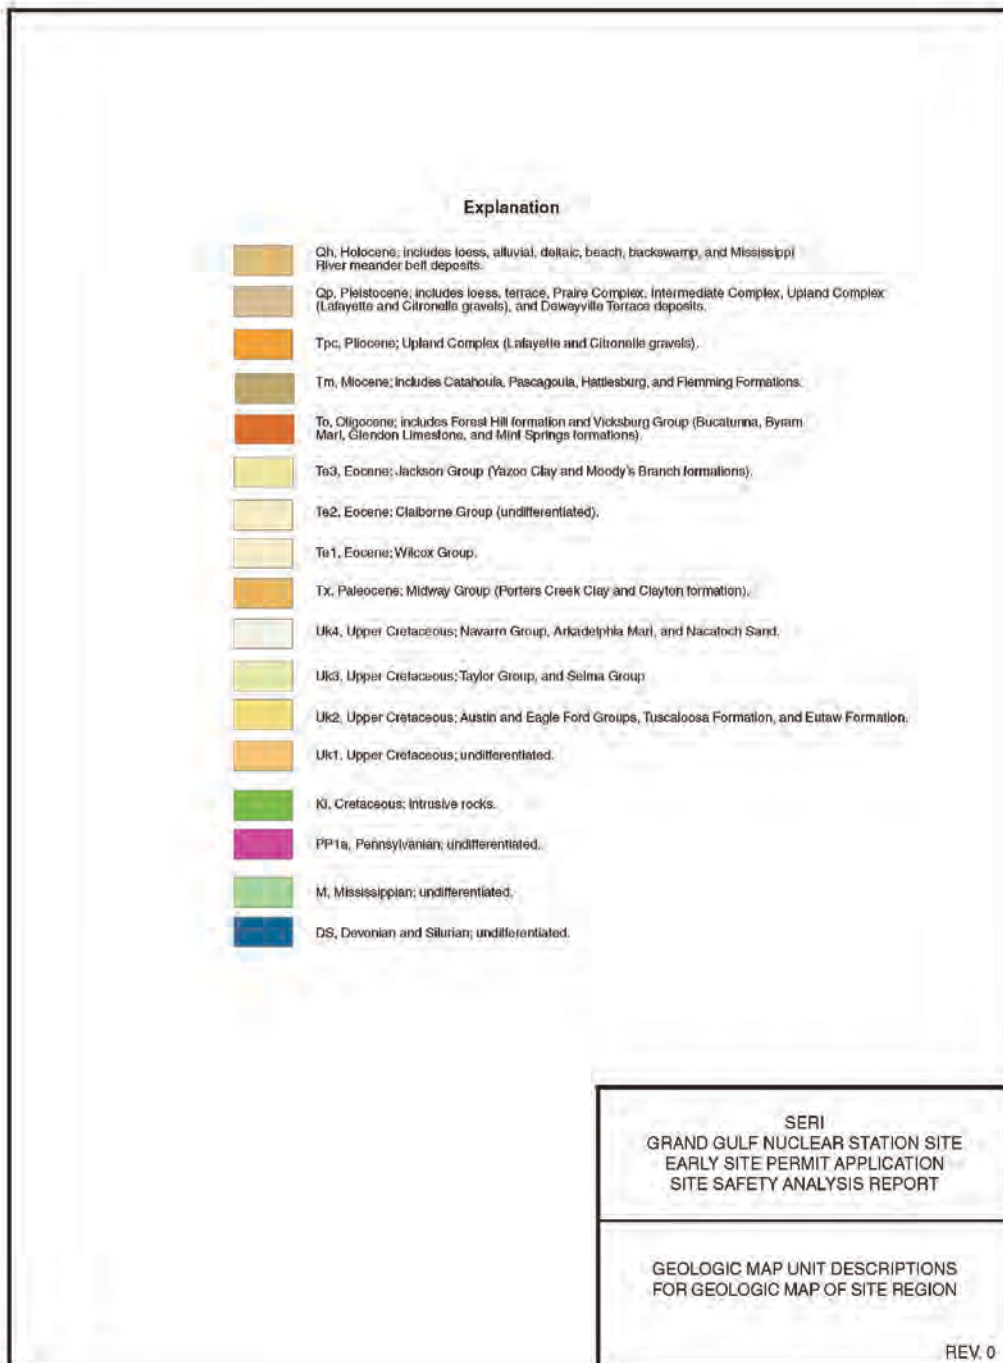 Explanation
Qh, Holocene; includes loess, alluvial, deltaic, beach, backswamp, and Mississippi
River meander belt deposits.
Qp, Pleistocene; includes loess, terrace, Praire Complex, Intermediate Complex, Upland Complex
(Lafayette and Citronelle gravels), and Deweyville Terrace deposits.
Tpc, Pliocene; Upland Complex (Lafayette and Citronelle gravels).
Tm, Miocene; includes Catahoula, Pascagoula, Hattiesburg, and Flemming Formations.
To, Oligocene; includes Forest Hill formation and Vicksburg Group (Bucatunna, Byram
Marl, Glendon Limestone, and Mint Springs formations).
Te3, Eocene; Jackson Group (Yazoo Clay and Moody's Branch formations).
Te2, Eocene; Claiborne Group (undifferentiated).
Te1, Eocene; Wilcox Group.
Tx, Paleocene; Midway Group (Porters Creek Clay and Clayton formation).
Uk4, Upper Cretaceous; Navarro Group, Arkadelphia Marl, and Nacatoch Sand.
Uk3, Upper Cretaceous; Taylor Group, and Selma Group
Uk2, Upper Cretaceous; Austin and Eagle Ford Groups, Tuscaloosa Formation, and Eutaw Formation.
Uk1, Upper Cretaceous; undifferentiated.
Ki, Cretaceous; intrusive rocks.
PP1a, Pennsylvanian; undifferentiated.
M, Mississippian; undifferentiated.
DS, Devonian and Silurian; undifferentiated.
SERI
GRAND GULF NUCLEAR STATION SITE
EARLY SITE PERMIT APPLICATION
SITE SAFETY ANALYSIS REPORT
GEOLOGIC MAP UNIT DESCRIPTIONS
FOR GEOLOGIC MAP OF SITE REGION
REV. 0